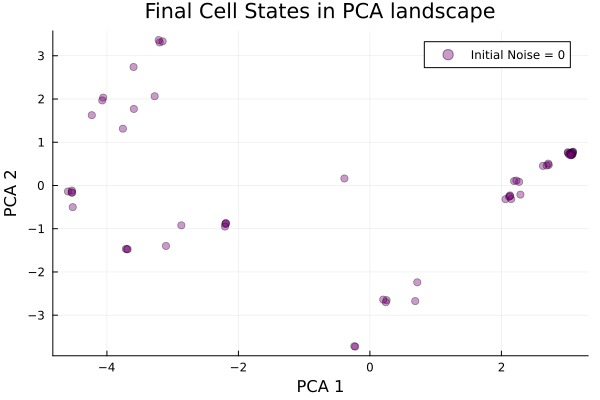 Final Cell States in PCA landscape
Initial Noise = 0
3
2
1
0
−1
−2
−3
PCA 2
−4
−2
0
2
PCA 1